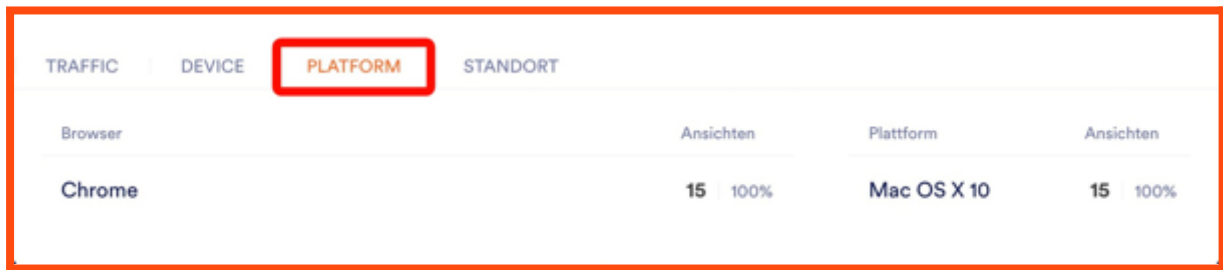 TRAFFIC DEVICE PLATFORM STANDORT
Browser Ansichten Plattform Ansichten
Chrome 15 100% Mac OS X 10 15 100%